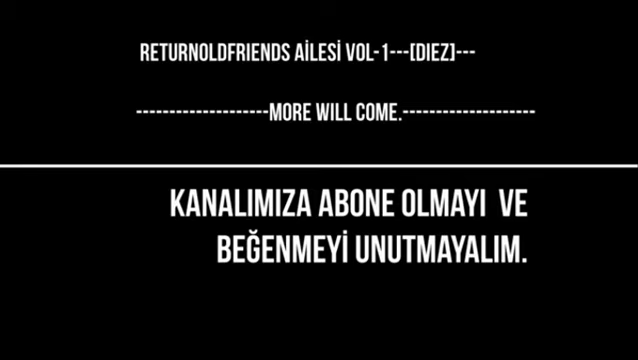 RETURNOLDFRIENDS AİLESİ VOL-1---[DIEZ]---
--------------------MORE WILL COME.--------------------
KANALIMIZA ABONE OLMAYI VE
BEĞENMEYİ UNUTMAYALIM.